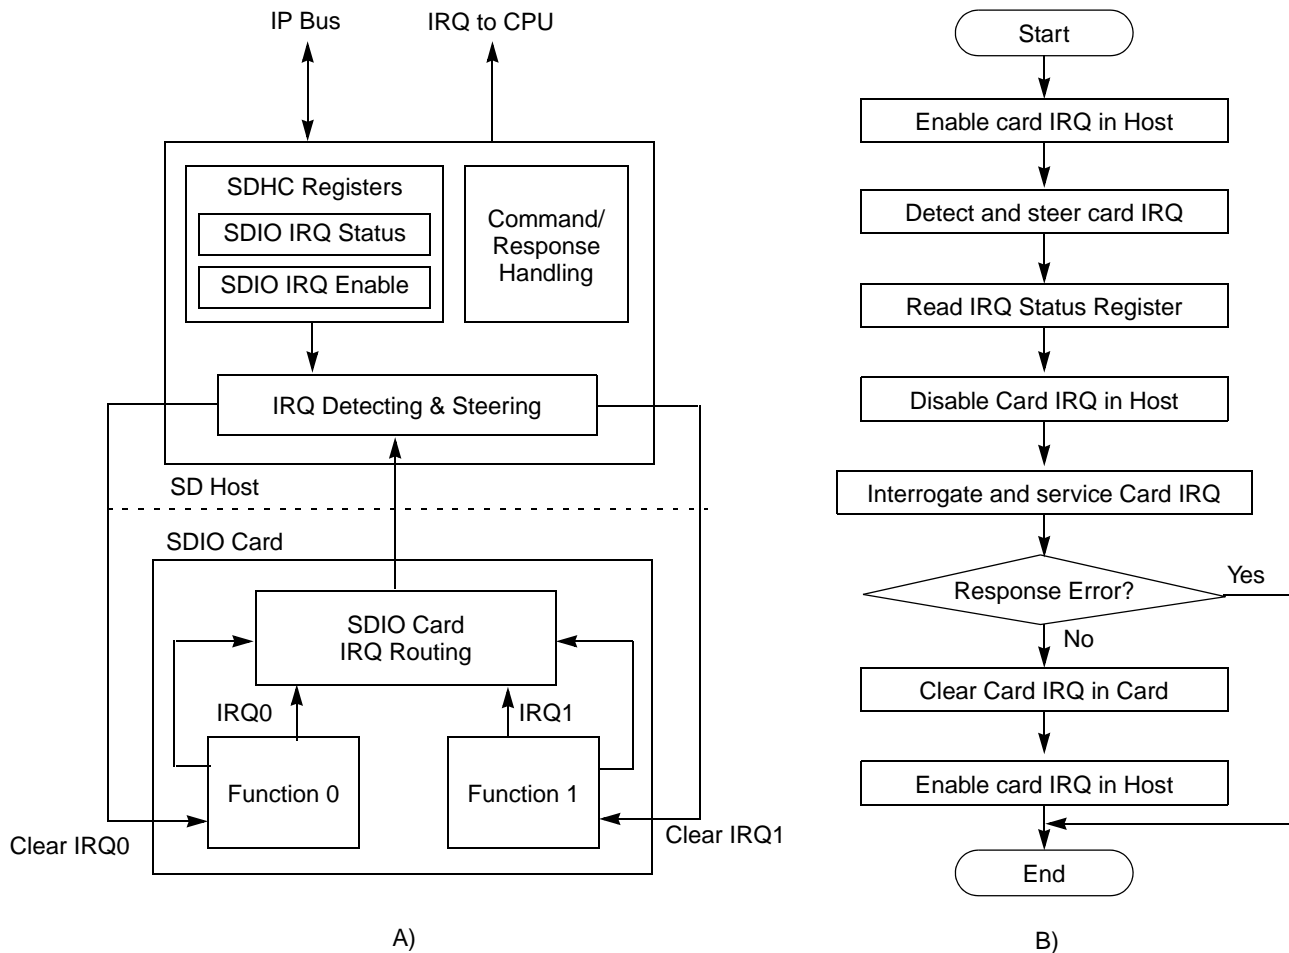 IP Bus
IRQ to CPU
SDHC Registers
SDIO IRQ Status
SDIO IRQ Enable
Command/
Response
Handling
IRQ Detecting & Steering
SD Host
SDIO Card
SDIO Card
IRQ Routing
IRQ0
IRQ1
Function 0
Function 1
Clear IRQ0
Clear IRQ1
A)
Start
Enable card IRQ in Host
Detect and steer card IRQ
Read IRQ Status Register
Disable Card IRQ in Host
Interrogate and service Card IRQ
Response Error?
Yes
No
Clear Card IRQ in Card
Enable card IRQ in Host
End
B)